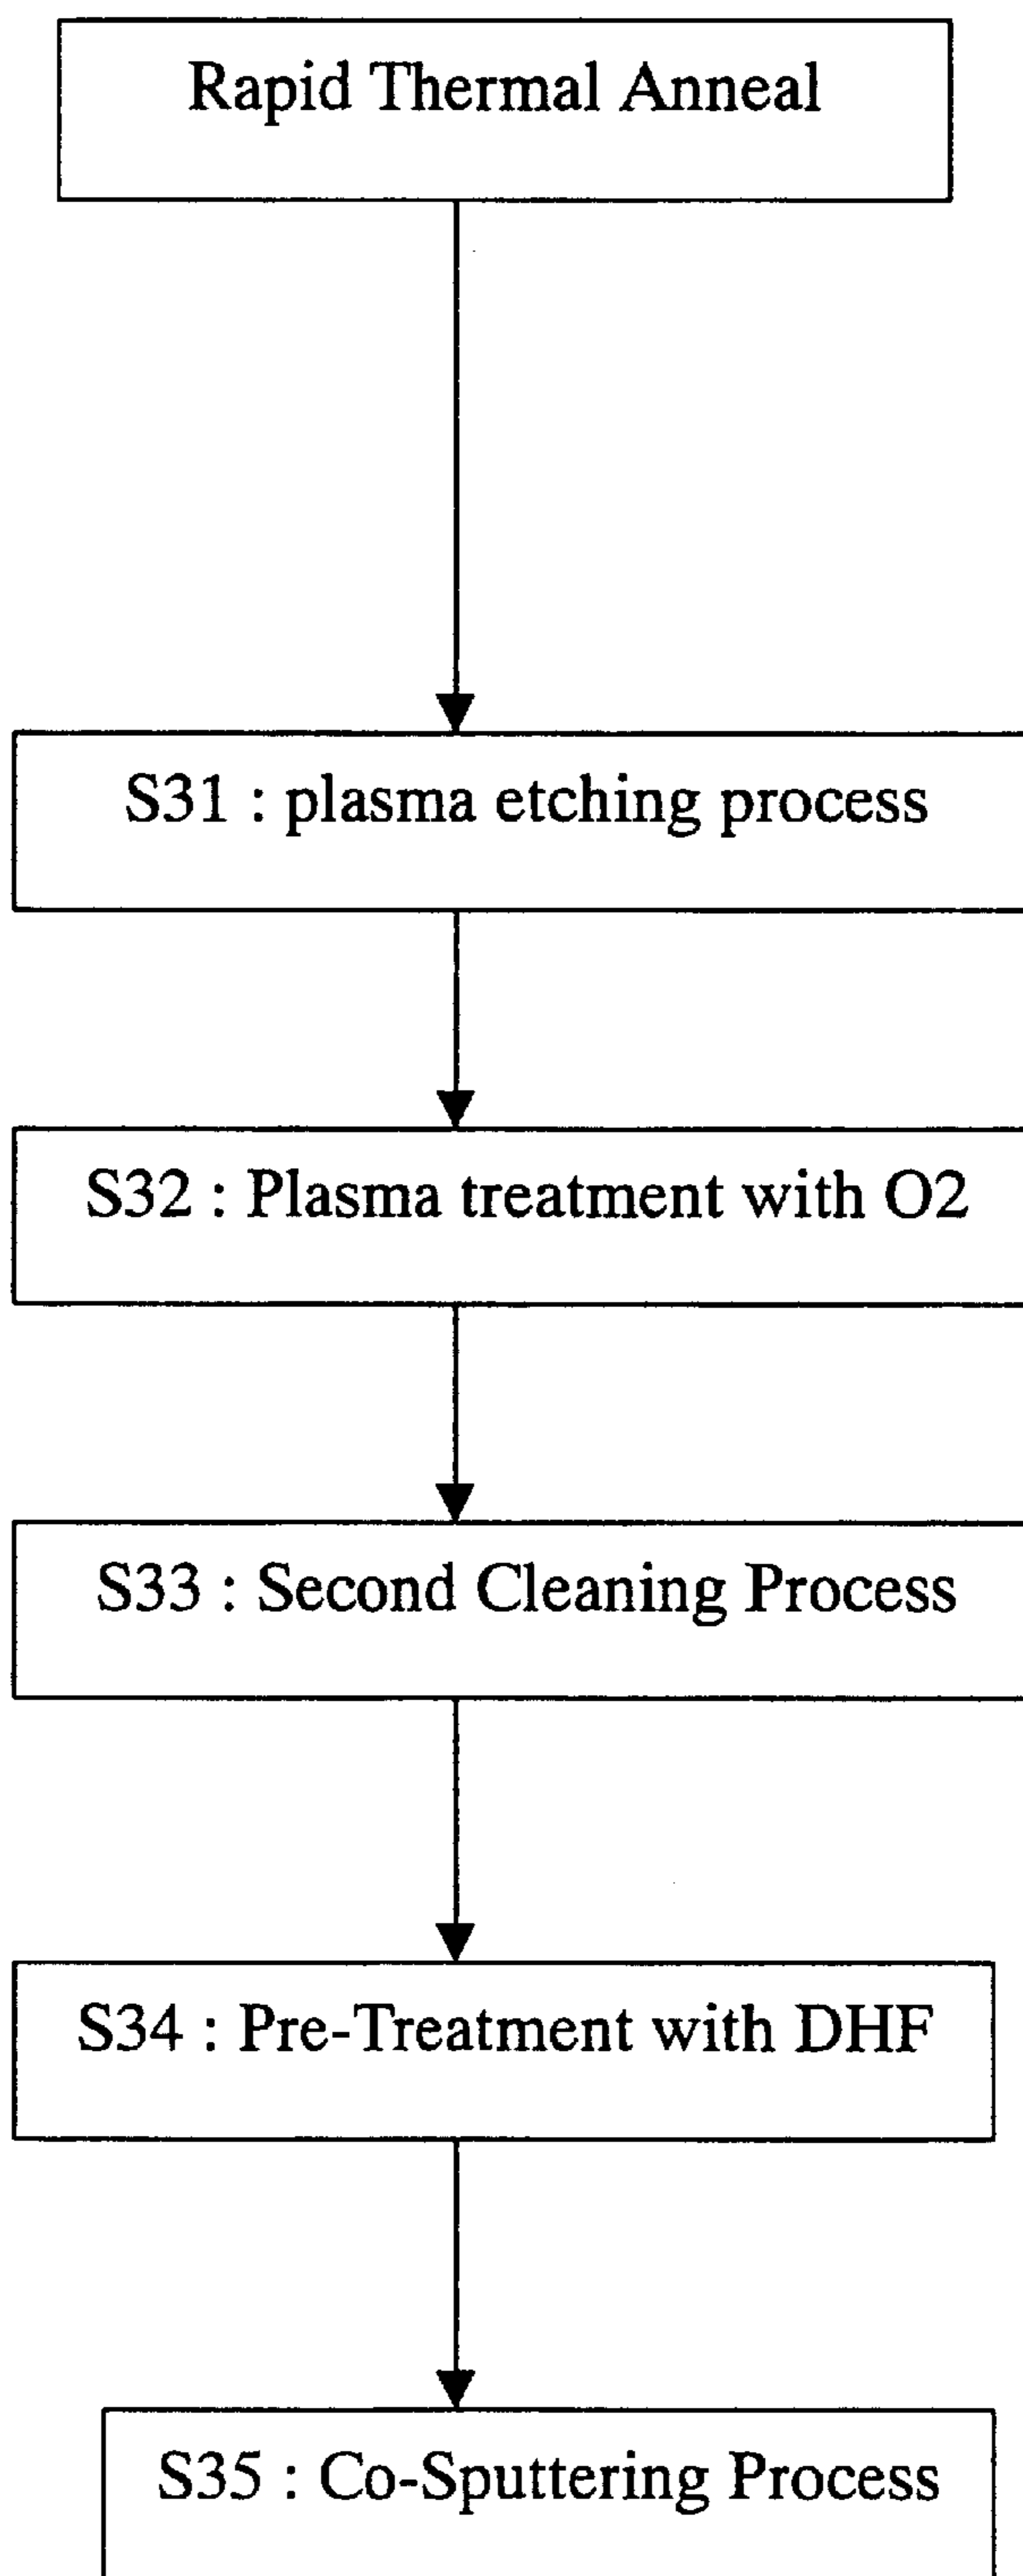 Rapid Thermal Anneal
S31 : plasma etching process
S32 : Plasma treatment with O2
S33 : Second Cleaning Process
S34 : Pre-Treatment with DHF
S35 : Co-Sputtering Process